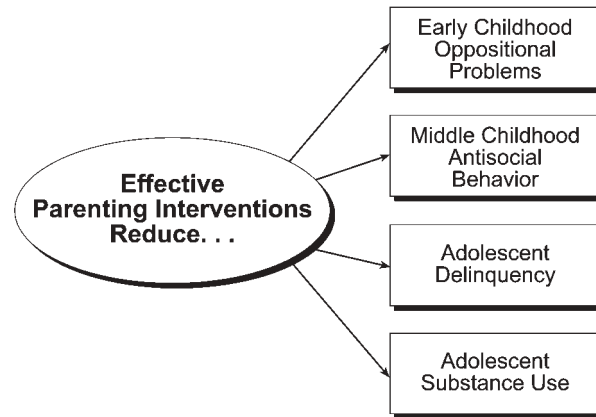 Early Childhood
Oppositional
Problems
Middle Childhood
Antisocial
Behavior
Effective
Parenting Interventions
Reduce. . .
Adolescent
Delinquency
Adolescent
Substance Use